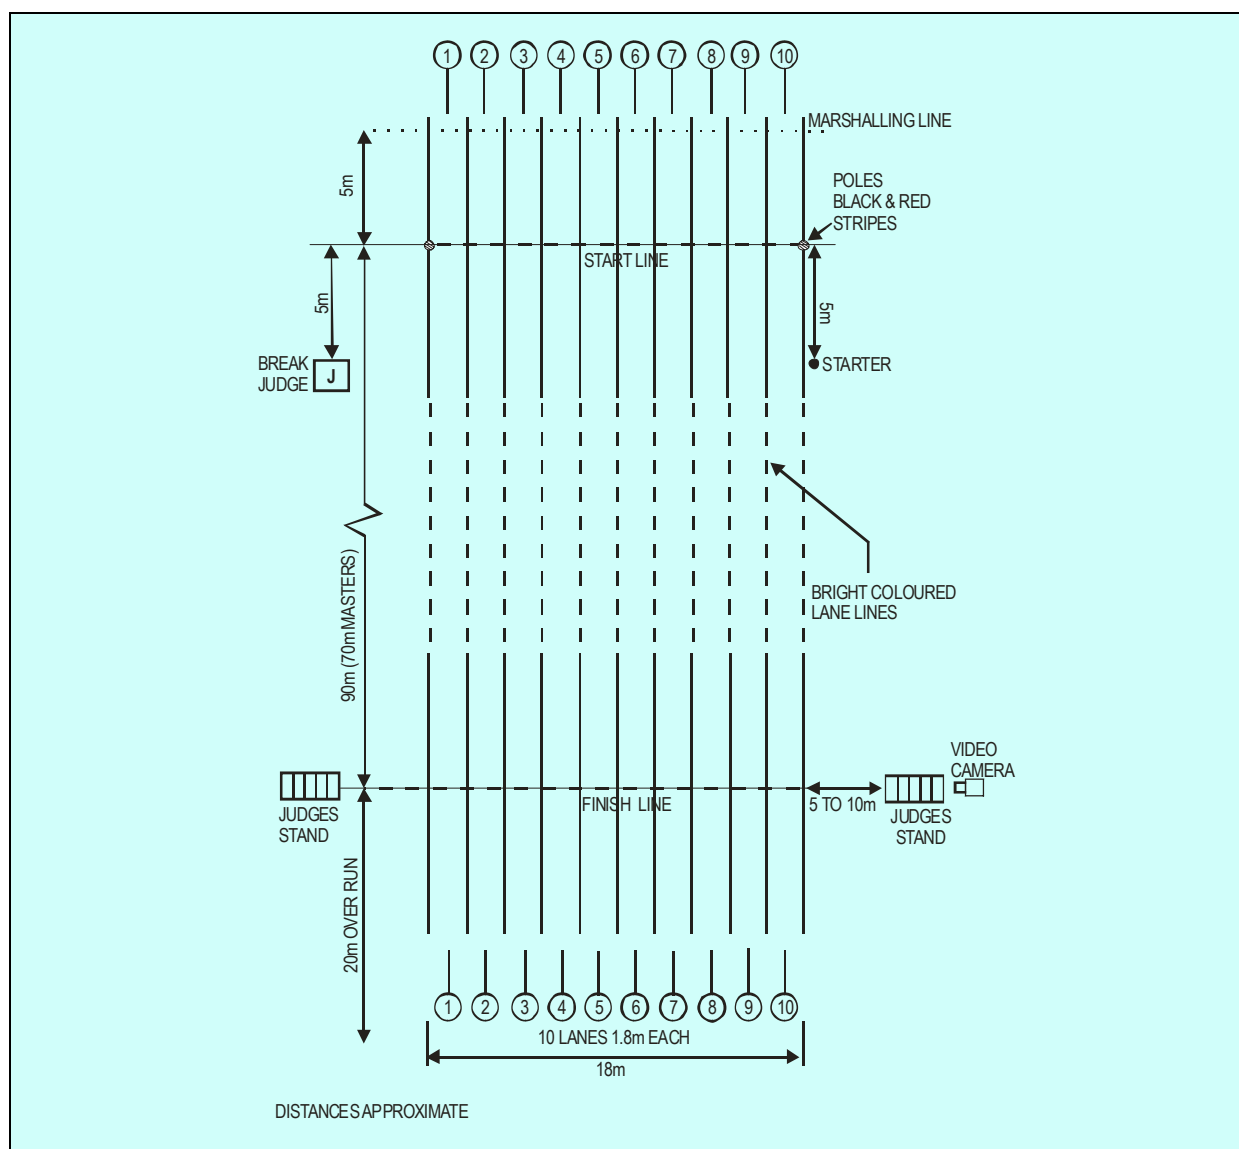 1 2 3 4 5 6 7 8 9 10
MARSHALLING LINE
5m
POLES
BLACK & RED
STRIPES
START LINE
5m
5m
BREAK
JUDGE
J
STARTER
90m (70m MASTERS)
BRIGHT COLOURED
LANE LINES
VIDEO
CAMERA
FINISH LINE
5 TO 10m
JUDGES
STAND
JUDGES
STAND
20m OVER RUN
1 2 3 4 5 6 7 8 9 10
10 LANES 1.8m EACH
18m
DISTANCES APPROXIMATE